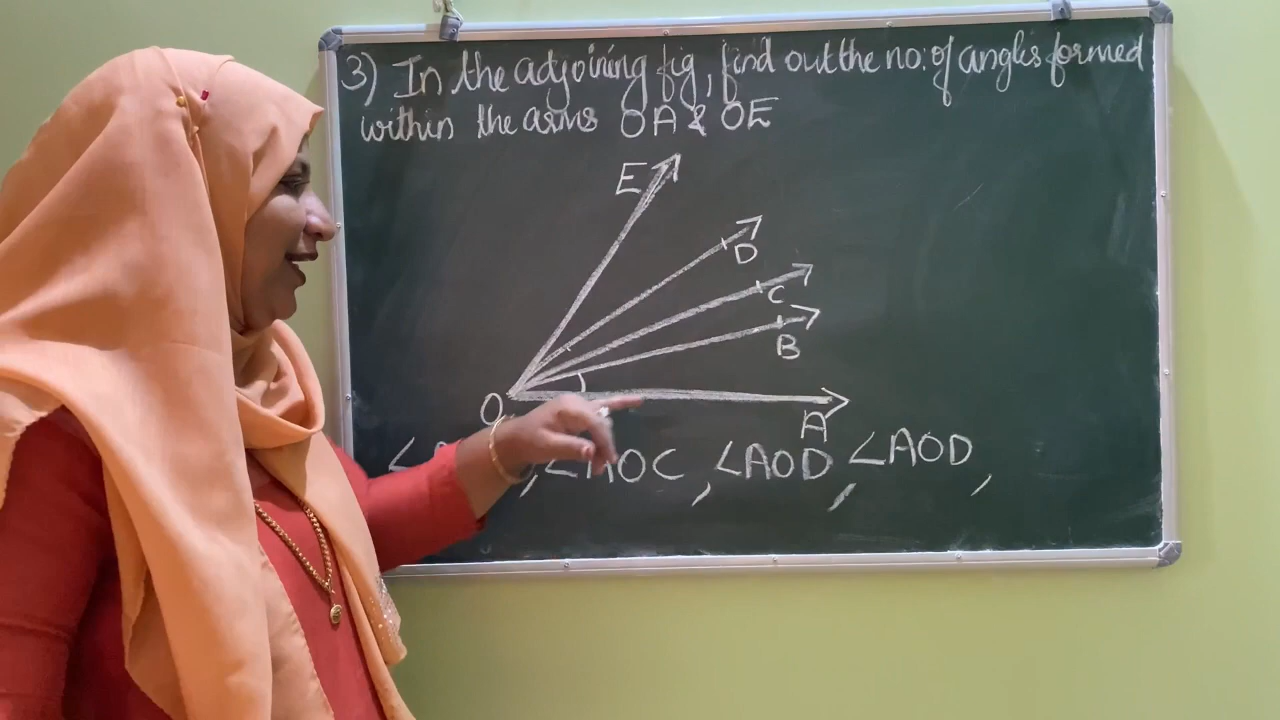 3) In the adjoining fig, find out the no: of angles formed
within the arms OA & OE
E
D
C
B
O
A
∠AOC, ∠AOD, ∠AOD,